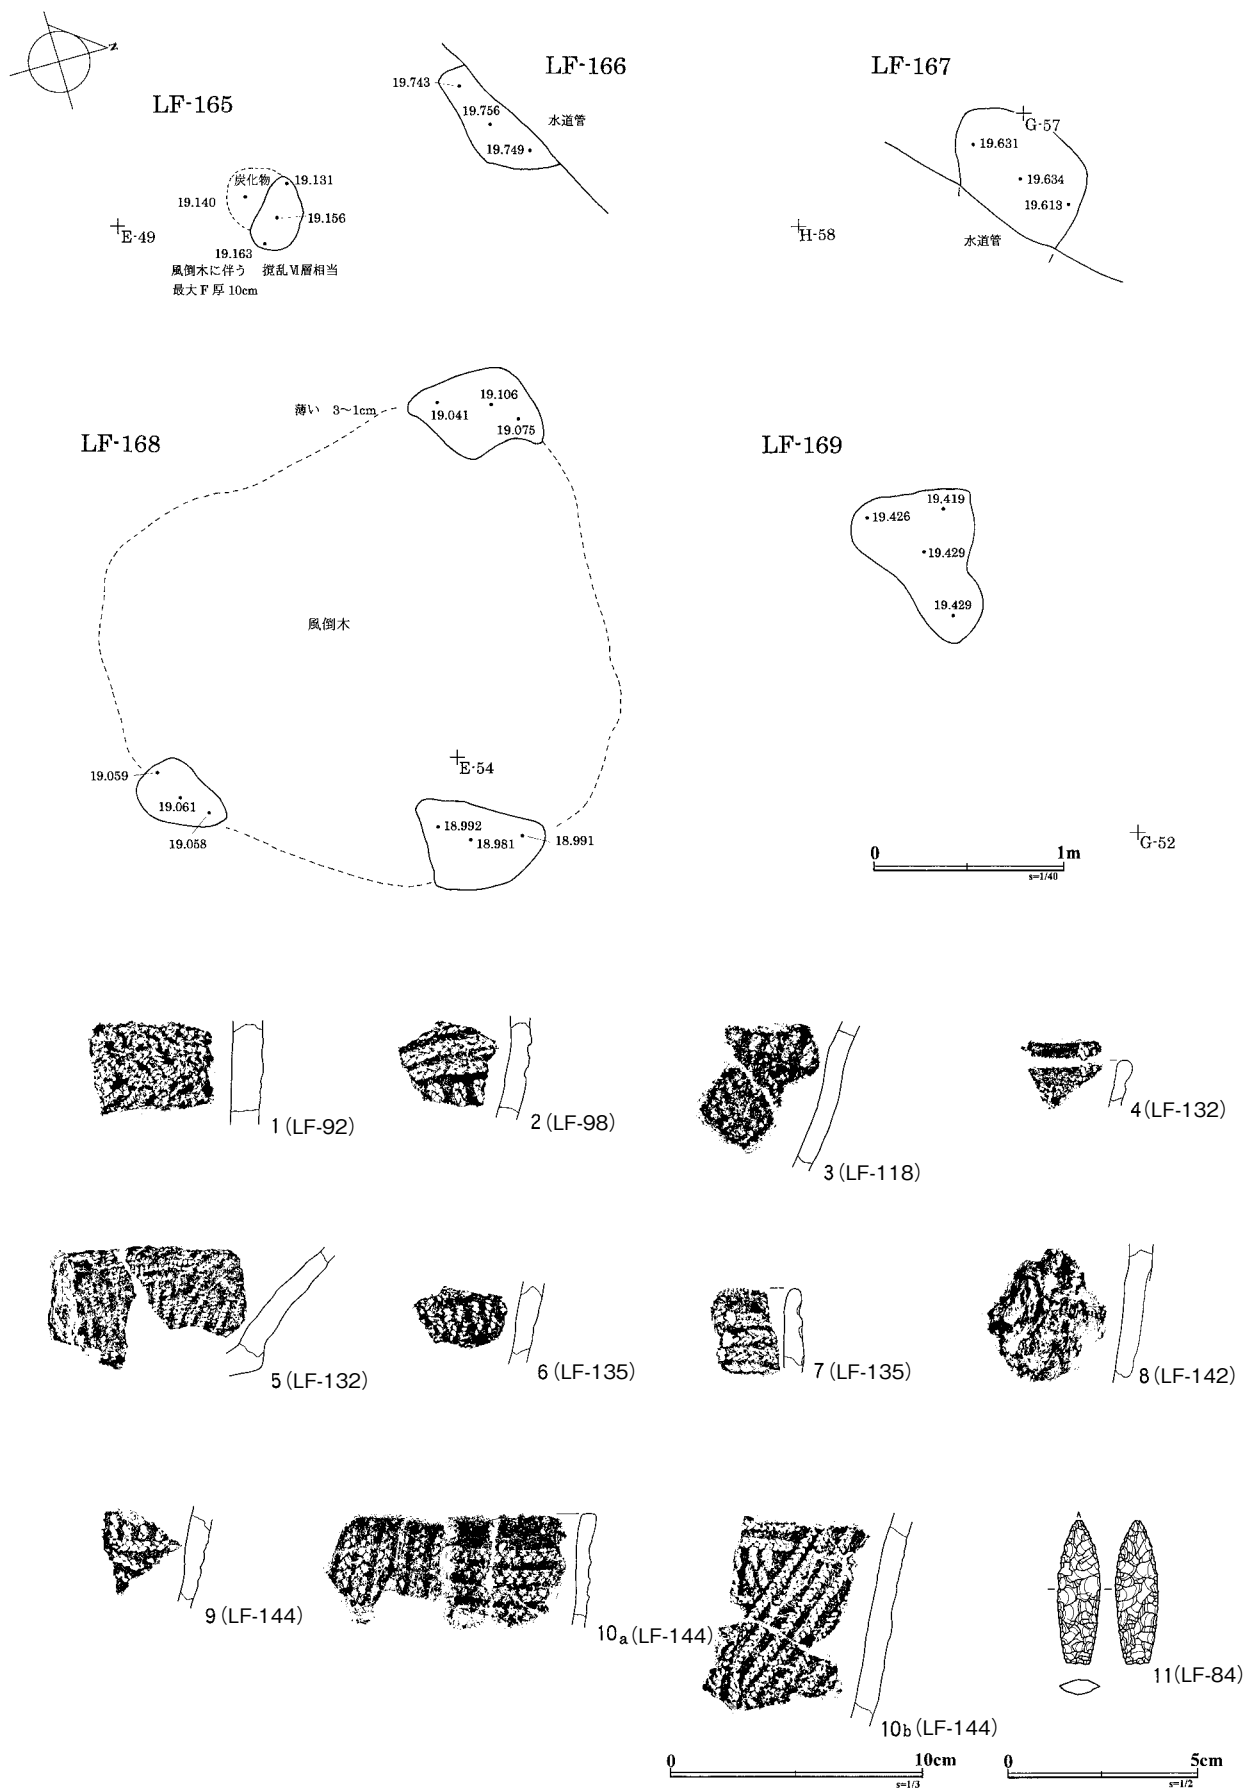 N
LF-165
炭化物
19.131
19.140
19.156
E-49
19.163
風倒木に伴う 撹乱Ⅵ層相当
最大F厚 10cm
LF-166
19.743
19.756
水道管
19.749
LF-167
G-57
19.631
19.634
19.613
H-58
水道管
LF-168
薄い 3～1cm
19.106
19.041
19.075
風倒木
E-54
19.059
19.061
19.058
18.992
18.981
18.991
LF-169
19.419
19.426
19.429
19.429
G-52
0 1m
s=1/40
1(LF-92)
2(LF-98)
3(LF-118)
4(LF-132)
5(LF-132)
6(LF-135)
7(LF-135)
8(LF-142)
9(LF-144)
10a(LF-144)
10b(LF-144)
11(LF-84)
0 10cm
s=1/3
0 5cm
s=1/2